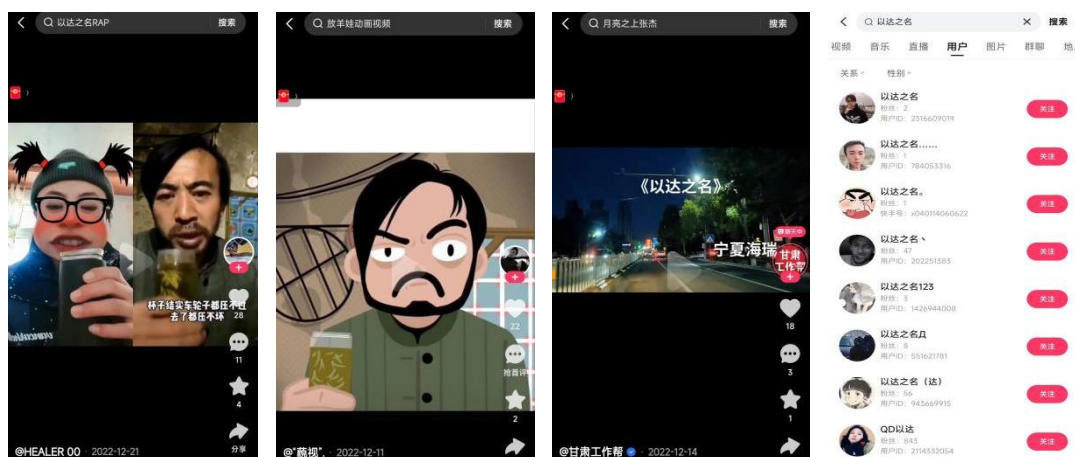 以达之名RAP
搜索
杯子结实车轮子都压不过
去了都压不坏
28
11
4
分享
@HEALER 00 · 2022-12-21
放羊娃动画视频
搜索
22
抢首评
2
@"藏视". · 2022-12-11
月亮之上张杰
搜索
《以达之名》
宁夏海瑞
聊天中
甘肃
工作帮
18
3
1
@甘肃工作帮 · 2022-12-14
以达之名
搜索
视频 音乐 直播 用户 图片 群聊 地
关系 性别
以达之名
粉丝: 2
用户ID: 2316609019
关注
以达之名......
粉丝: 1
用户ID: 784053316
关注
以达之名。
粉丝: 1
快手号: x040114060622
关注
以达之名丶
粉丝: 47
用户ID: 202251383
关注
以达之名123
粉丝: 3
用户ID: 1426944008
关注
以达之名Д
粉丝: 8
用户ID: 551621781
关注
以达之名（达）
粉丝: 56
用户ID: 943669915
关注
QD以达
粉丝: 843
用户ID: 2114332054
关注